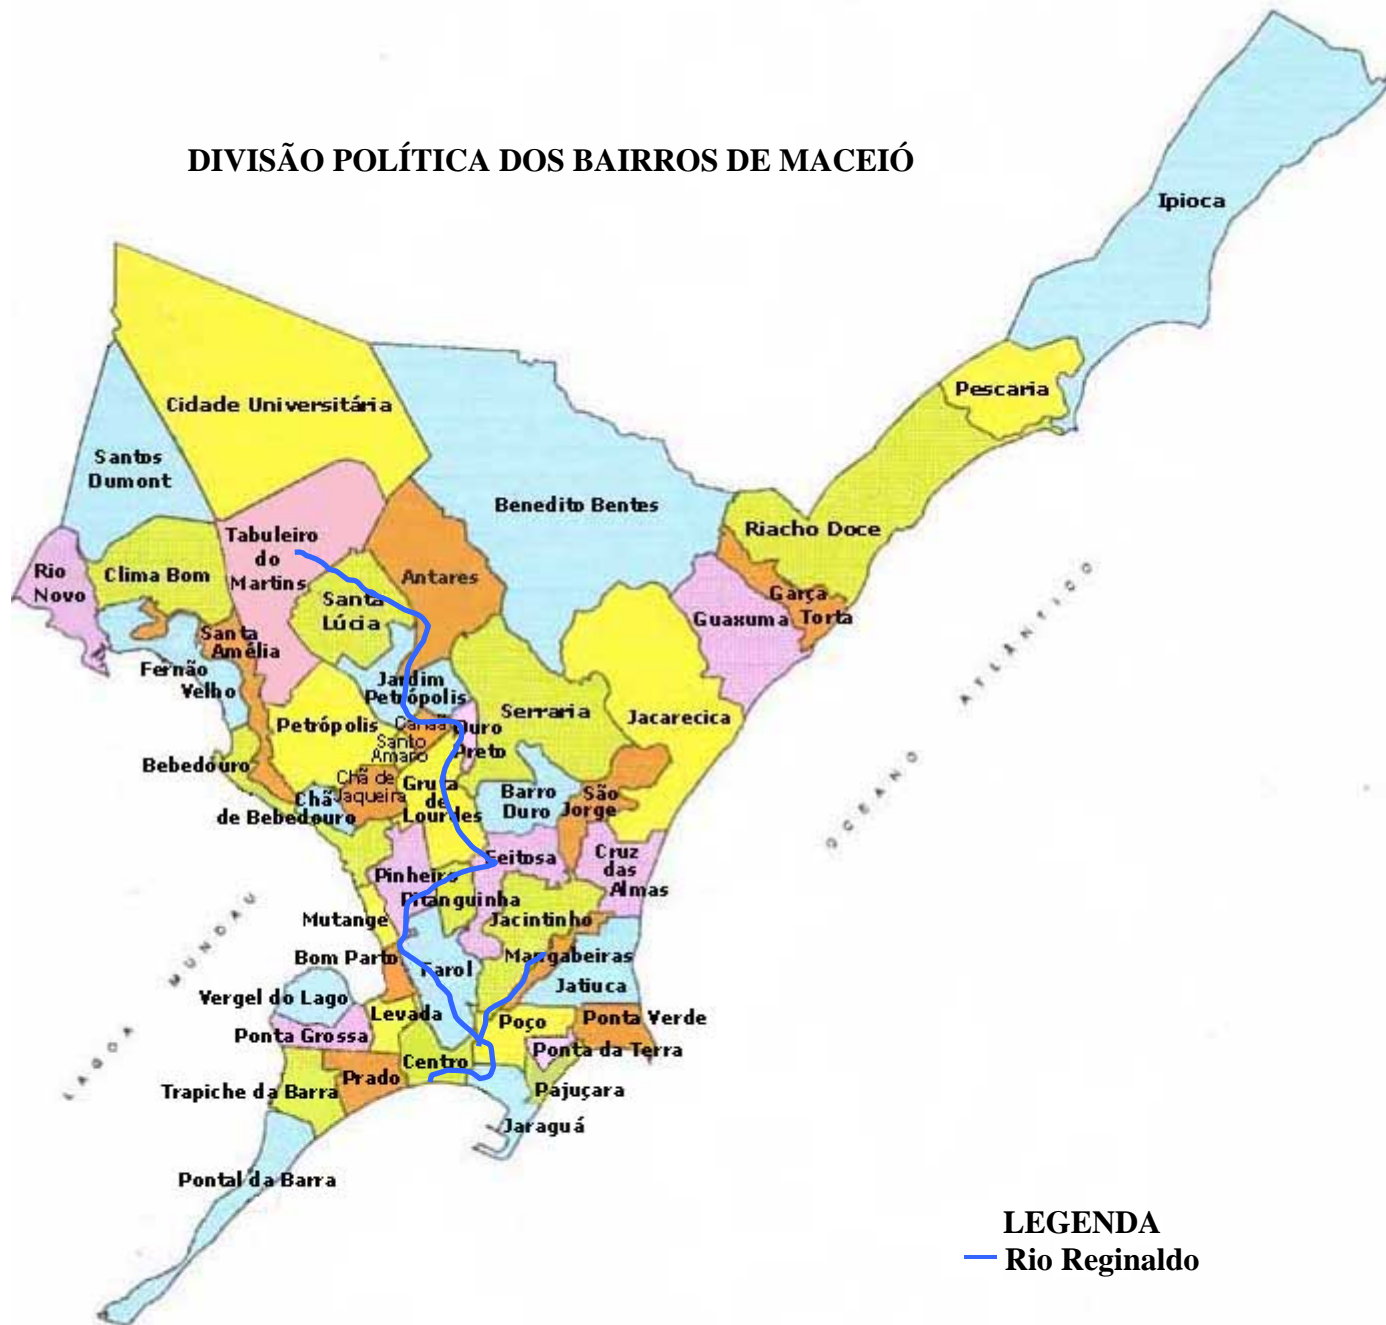 DIVISÃO POLÍTICA DOS BAIRROS DE MACEIÓ
Ipioca
Pescaria
Cidade Universitária
Santos
Dumont
Benedito Bentes
Riacho Doce
Tabuleiro
do
Martins
Rio
Novo
Clima Bom
Antares
Santa
Lúcia
Garça
Torta
Guaxuma
Santa
Amélia
Fernão
Velho
Jardim
Petrópolis
Serraria
Jacarecica
Petrópolis
Canaã
Ouro
Preto
Santo
Amaro
Bebedouro
Chã de
Jaqueira
Gruta
de
Lourdes
Barro
Duro
São
Jorge
Chã
de Bebedouro
Feitosa
Cruz
das
Almas
Pinheiro
Pitanguinha
Mutange
Jacintinho
Bom Parto
Farol
Mangabeiras
Jatiuca
Vergel do Lago
Levada
Poço
Ponta Verde
Ponta Grossa
Centro
Ponta da Terra
Trapiche da Barra
Prado
Pajuçara
Jaraguá
Pontal da Barra
OCEANO ATLÂNTICO
LAGOA MUNDAU
LEGENDA
Rio Reginaldo